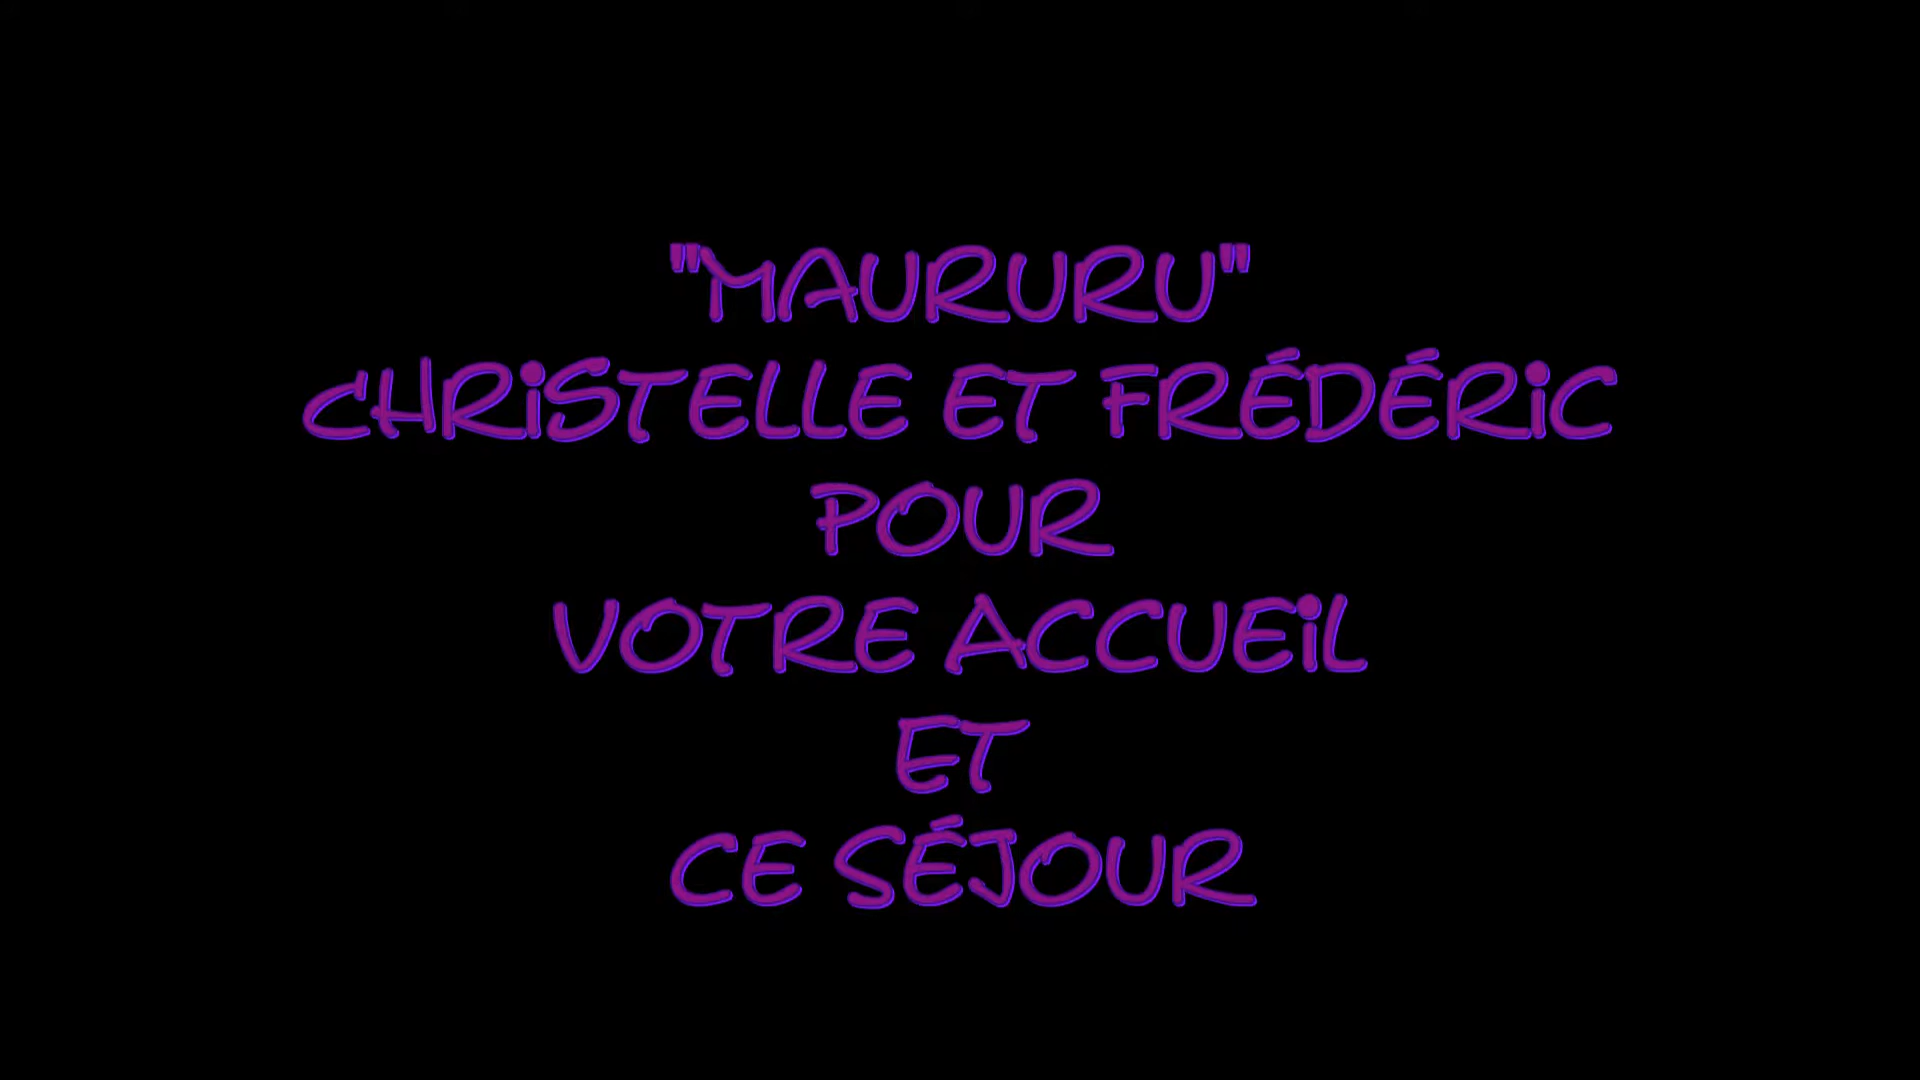 "MAURURU"
CHRiSTELLE ET FRÉDÉRiC
POUR
VOTRE ACCUEiL
ET
CE SÉJOUR